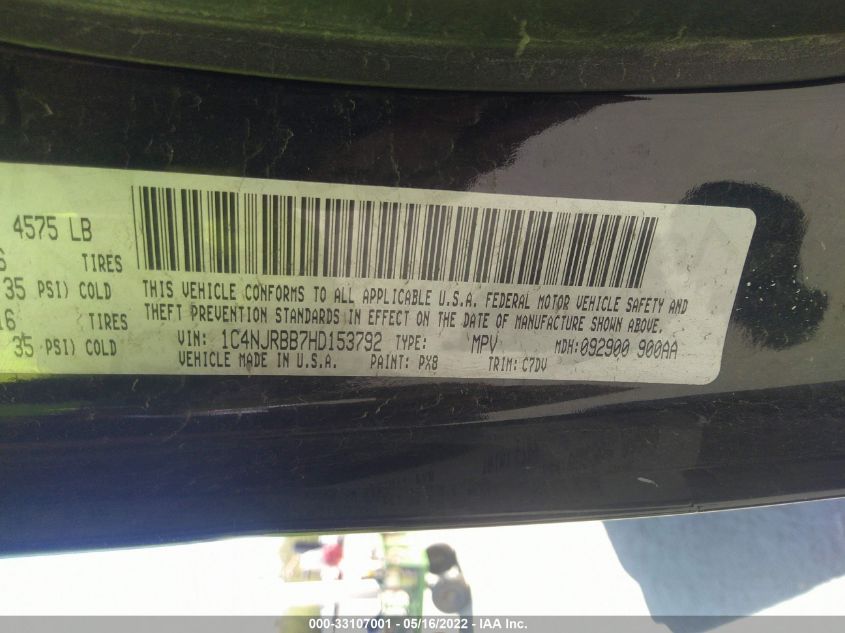 4575 LB
TIRES
35 PSI) COLD
TIRES
35 PSI) COLD
THIS VEHICLE CONFORMS TO ALL APPLICABLE U.S.A. FEDERAL MOTOR VEHICLE SAFETY AND
THEFT PREVENTION STANDARDS IN EFFECT ON THE DATE OF MANUFACTURE SHOWN ABOVE.
VIN: 1C4NJRBB7HD153792 TYPE: MPV MDH:092900 900AA
VEHICLE MADE IN U.S.A. PAINT: PX8 TRIM: C7DV
000-33107001 - 05/16/2022 - IAA Inc.